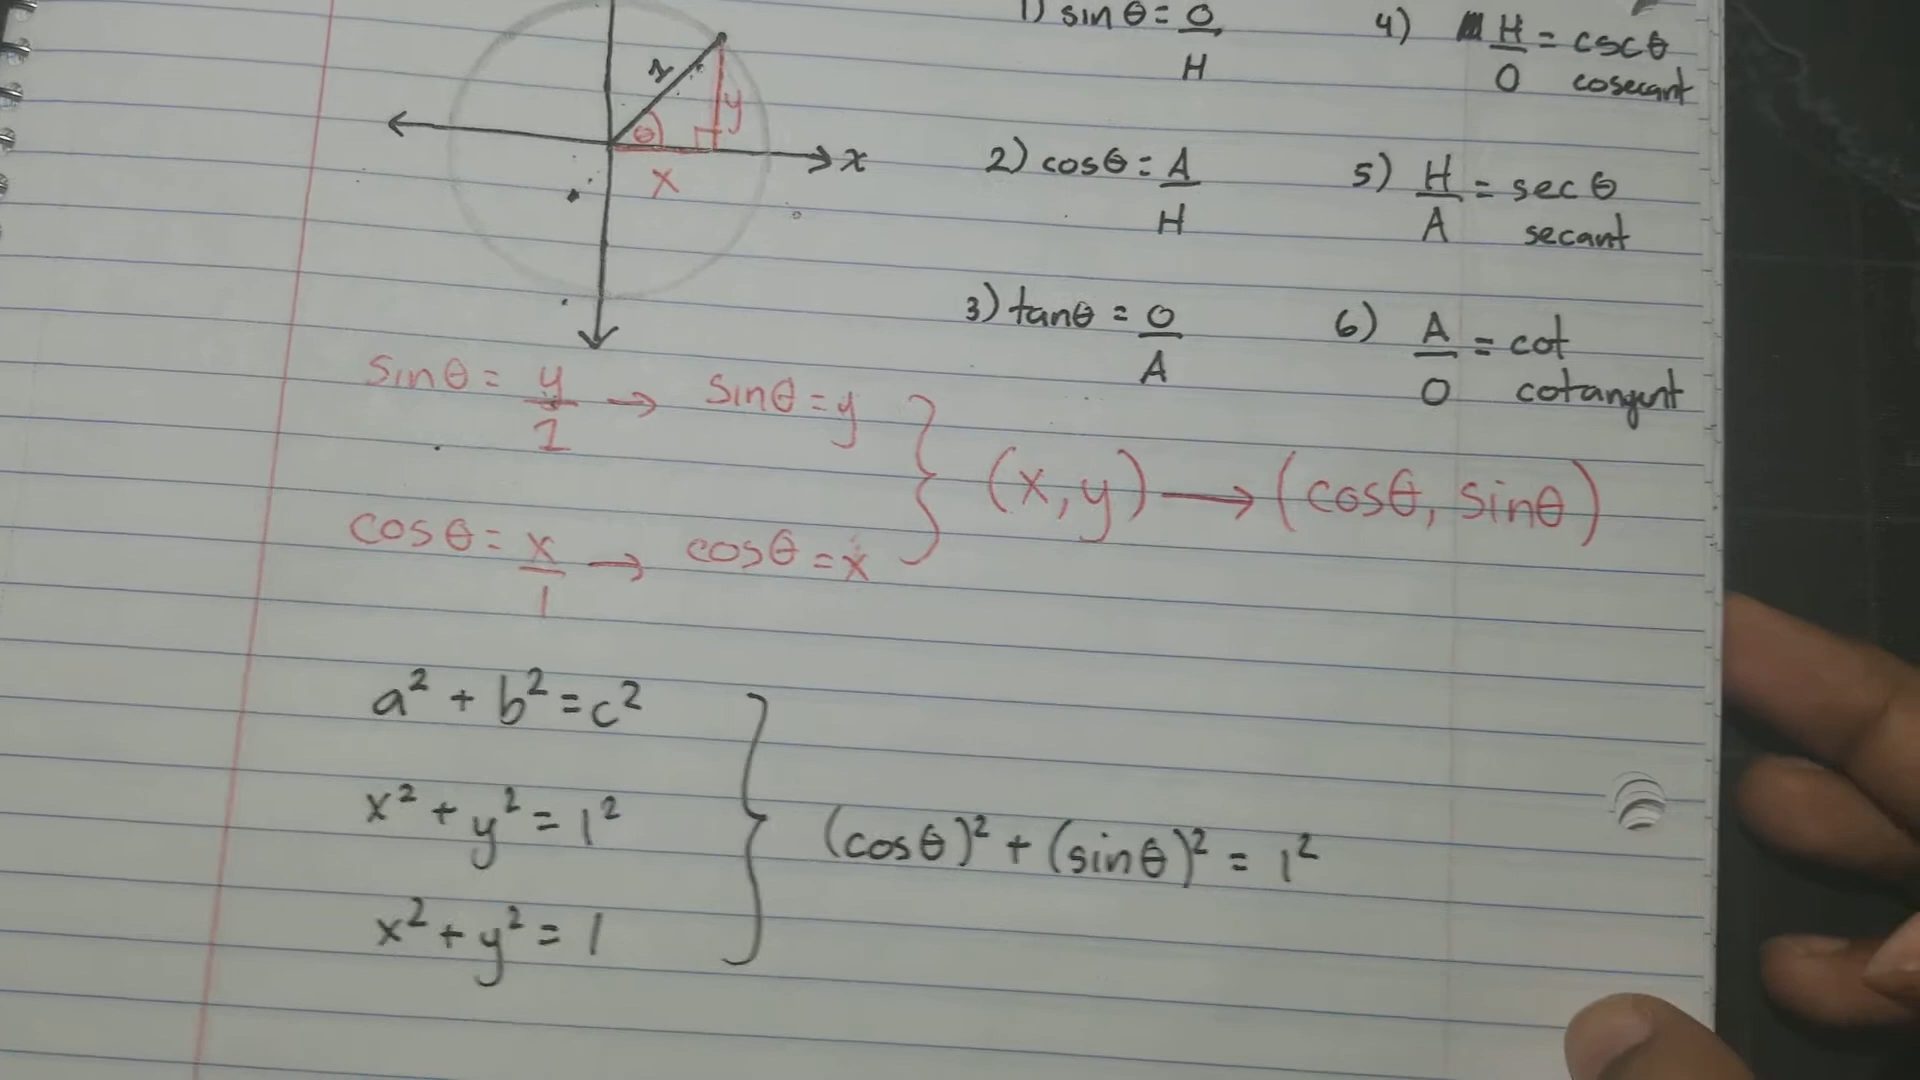 1) sinθ = O/H
4) H/O = cscθ
cosecant
1
y
θ
x
x
2) cosθ = A/H
5) H/A = secθ
secant
3) tanθ = O/A
6) A/O = cot
cotangent
sinθ = y/1 → sinθ = y
cosθ = x/1 → cosθ = x
} (x, y) → (cosθ, sinθ)
a² + b² = c²
x² + y² = 1²
x² + y² = 1
} (cosθ)² + (sinθ)² = 1²